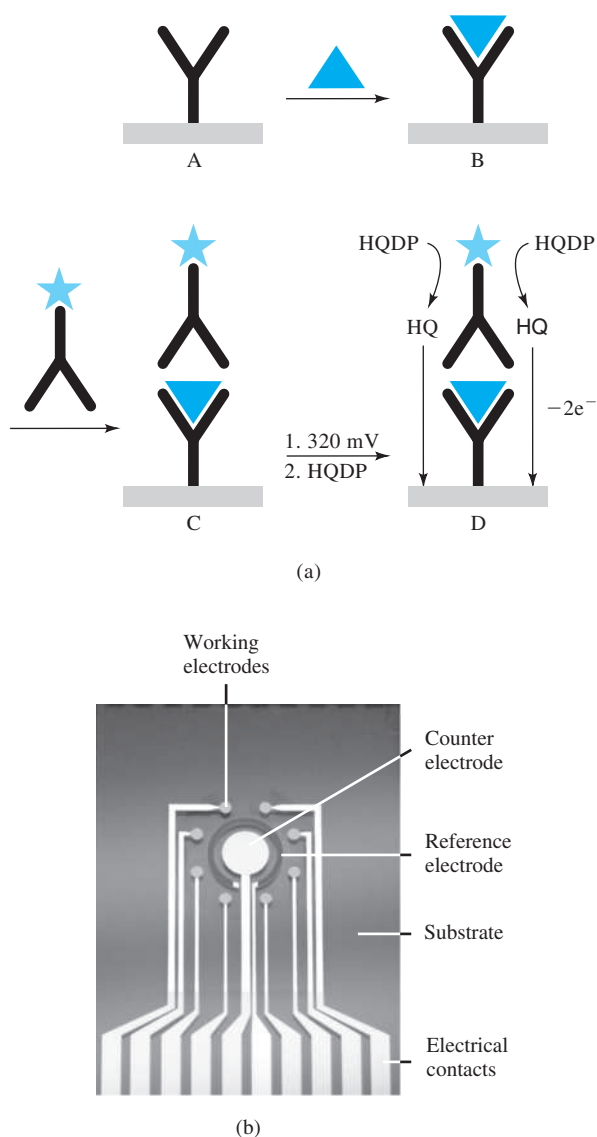 A
B
HQDP
HQDP
HQ
HQ
−2e−
1. 320 mV
2. HQDP
C
D
(a)
Working
electrodes
Counter
electrode
Reference
electrode
Substrate
Electrical
contacts
(b)